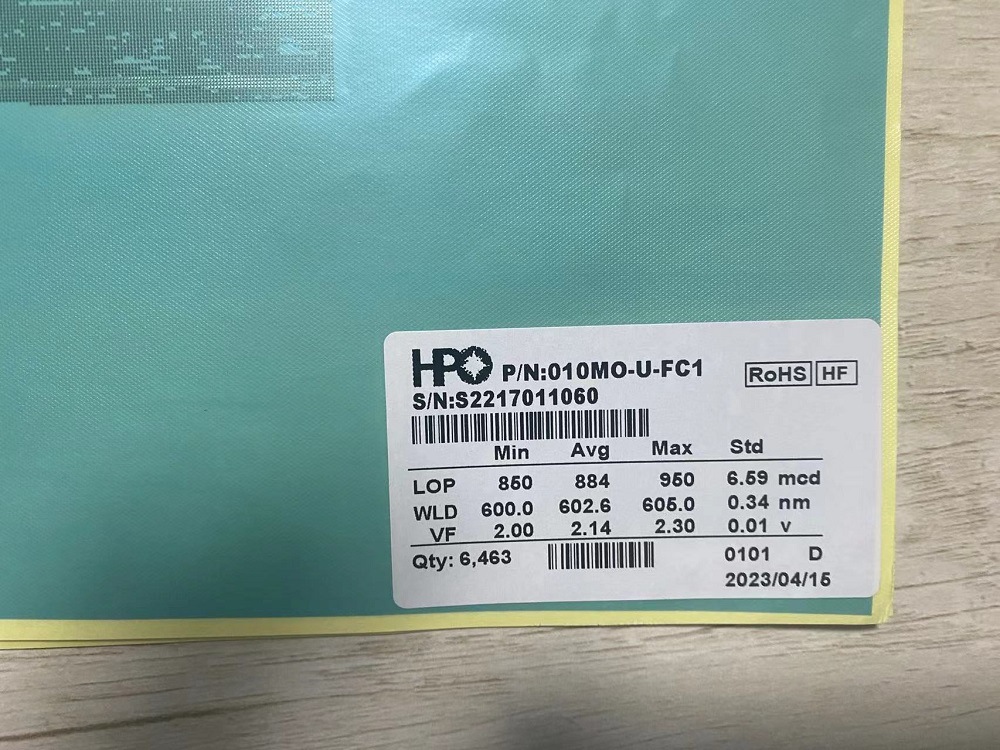 HPO P/N:010MO-U-FC1 RoHS HF
S/N:S2217011060
Min Avg Max Std
LOP 850 884 950 6.59 mcd
WLD 600.0 602.6 605.0 0.34 nm
VF 2.00 2.14 2.30 0.01 v
Qty: 6,463 0101 D
2023/04/15